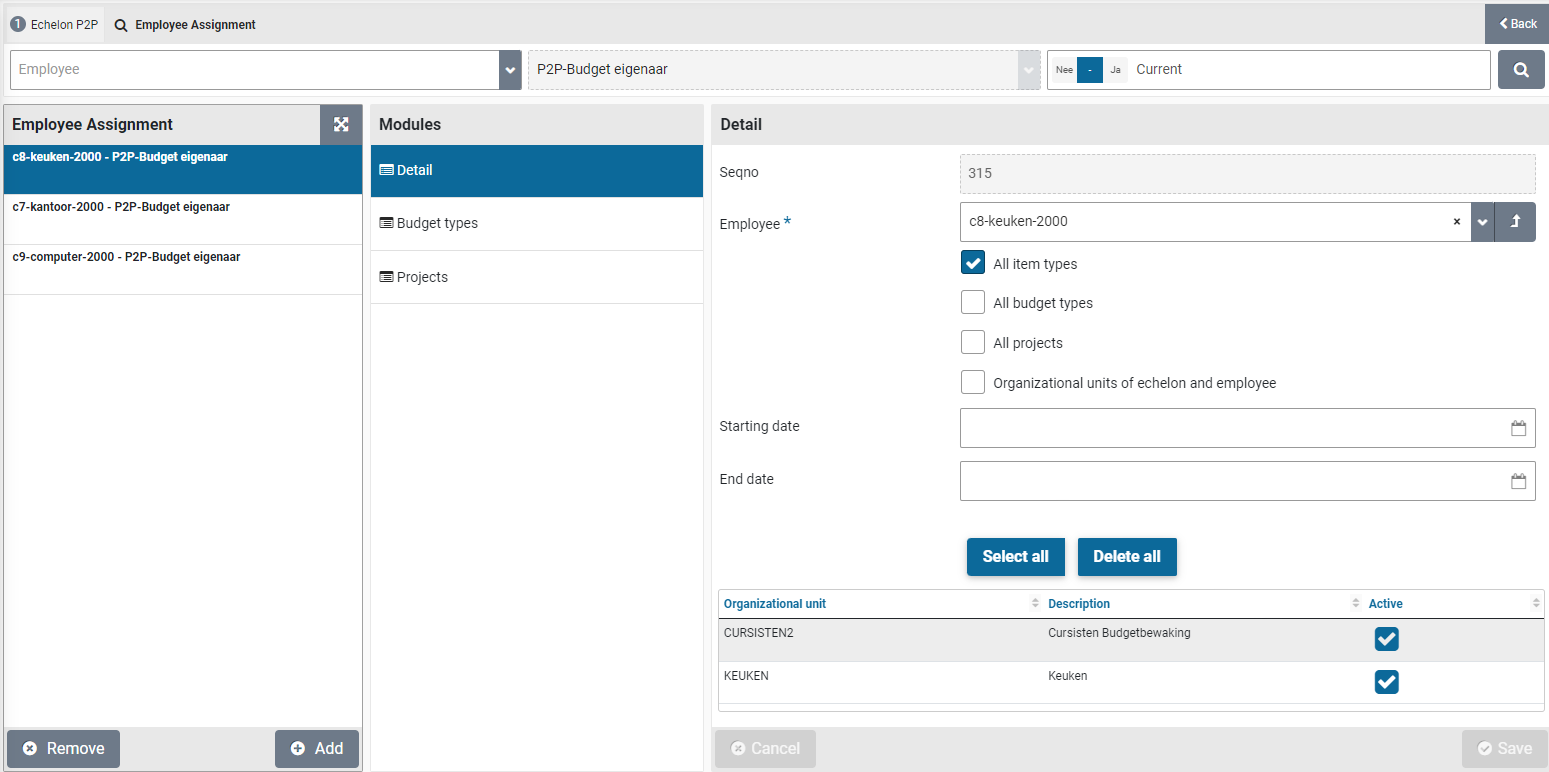 1 Echelon P2P Employee Assignment Back
Employee P2P-Budget eigenaar Nee - Ja Current
Employee Assignment
c8-keuken-2000 - P2P-Budget eigenaar
c7-kantoor-2000 - P2P-Budget eigenaar
c9-computer-2000 - P2P-Budget eigenaar
Remove Add
Modules
Detail
Budget types
Projects
Detail
Seqno 315
Employee * c8-keuken-2000 ×
All item types
All budget types
All projects
Organizational units of echelon and employee
Starting date
End date
Select all Delete all
Organizational unit Description Active
CURSISTEN2 Cursisten Budgetbewaking
KEUKEN Keuken
Cancel Save